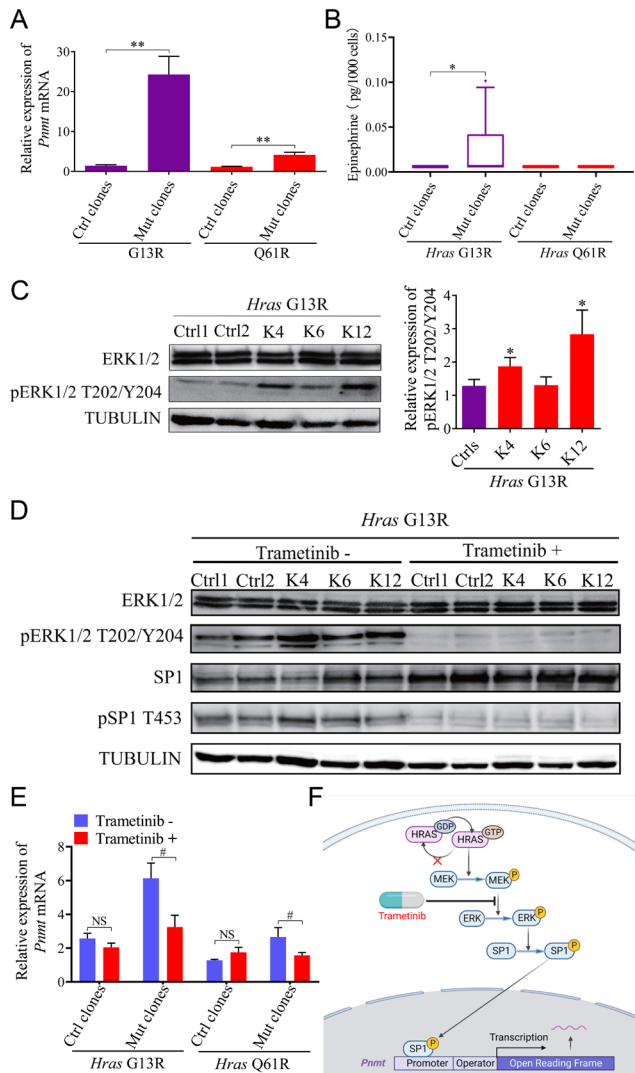 A
Relative expression of
Pnmt mRNA
30
20
10
0
**
**
Ctrl clones
Mut clones
Ctrl clones
Mut clones
G13R
Q61R
B
Epinephrine ( pg/1000 cells)
0.15
0.10
0.05
0.00
*
Ctrl clones
Mut clones
Ctrl clones
Mut clones
Hras G13R
Hras Q61R
C
Hras G13R
Ctrl1 Ctrl2 K4 K6 K12
ERK1/2
pERK1/2 T202/Y204
TUBULIN
Relative expression of
pERK1/2 T202/Y204
4
3
2
1
0
*
*
Ctrls
K4
K6
K12
Hras G13R
D
Hras G13R
Trametinib - Trametinib +
Ctrl1 Ctrl2 K4 K6 K12 Ctrl1 Ctrl2 K4 K6 K12
ERK1/2
pERK1/2 T202/Y204
SP1
pSP1 T453
TUBULIN
E
Trametinib -
Trametinib +
Relative expression of
Pnmt mRNA
8
6
4
2
0
NS
#
NS
#
Ctrl clones
Mut clones
Ctrl clones
Mut clones
Hras G13R
Hras Q61R
F
HRAS GDP
HRAS GTP
MEK
MEK P
Trametinib
ERK
ERK P
SP1
SP1 P
SP1 P
Transcription
Pnmt Promoter Operator Open Reading Frame